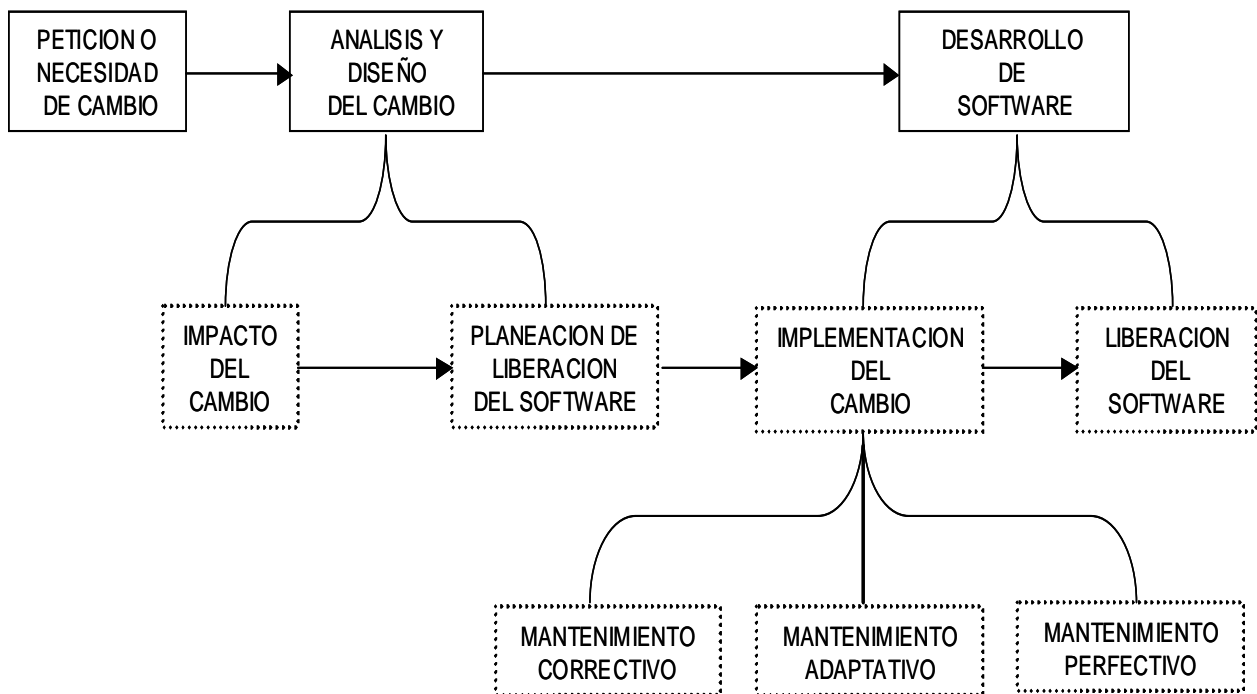 PETICION O
NECESIDAD
DE CAMBIO
ANALISIS Y
DISEÑO
DEL CAMBIO
DESARROLLO
DE
SOFTWARE
IMPACTO
DEL
CAMBIO
PLANEACION DE
LIBERACION
DEL SOFTWARE
IMPLEMENTACION
DEL
CAMBIO
LIBERACION
DEL
SOFTWARE
MANTENIMIENTO
CORRECTIVO
MANTENIMIENTO
ADAPTATIVO
MANTENIMIENTO
PERFECTIVO